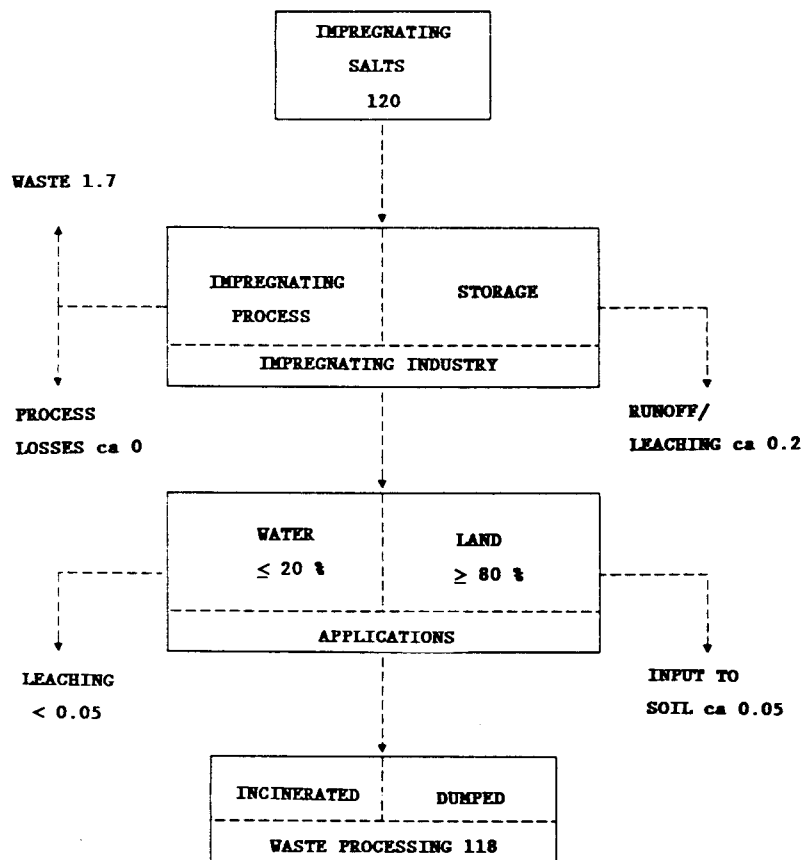 IMPREGNATING
SALTS
120
WASTE 1.7
IMPREGNATING
PROCESS
STORAGE
IMPREGNATING INDUSTRY
PROCESS
LOSSES ca 0
RUNOFF/
LEACHING ca 0.2
WATER
≤ 20 %
LAND
≥ 80 %
APPLICATIONS
LEACHING
< 0.05
INPUT TO
SOIL ca 0.05
INCINERATED
DUMPED
WASTE PROCESSING 118